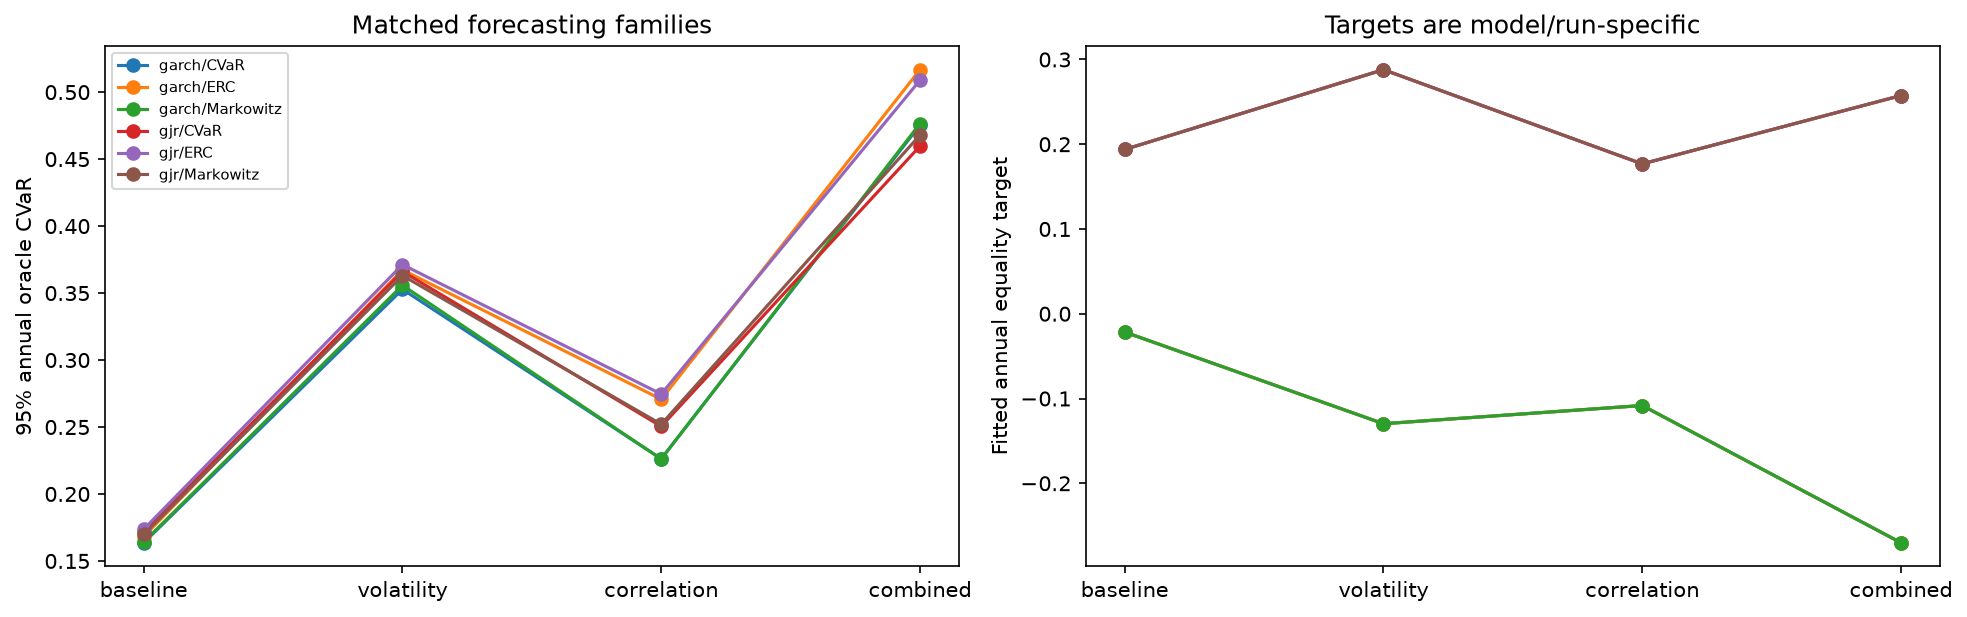 Matched forecasting families
95% annual oracle CVaR
0.50
0.45
0.40
0.35
0.30
0.25
0.20
0.15
garch/CVaR
garch/ERC
garch/Markowitz
gjr/CVaR
gjr/ERC
gjr/Markowitz
baseline
volatility
correlation
combined
Targets are model/run-specific
Fitted annual equality target
0.3
0.2
0.1
0.0
−0.1
−0.2
baseline
volatility
correlation
combined